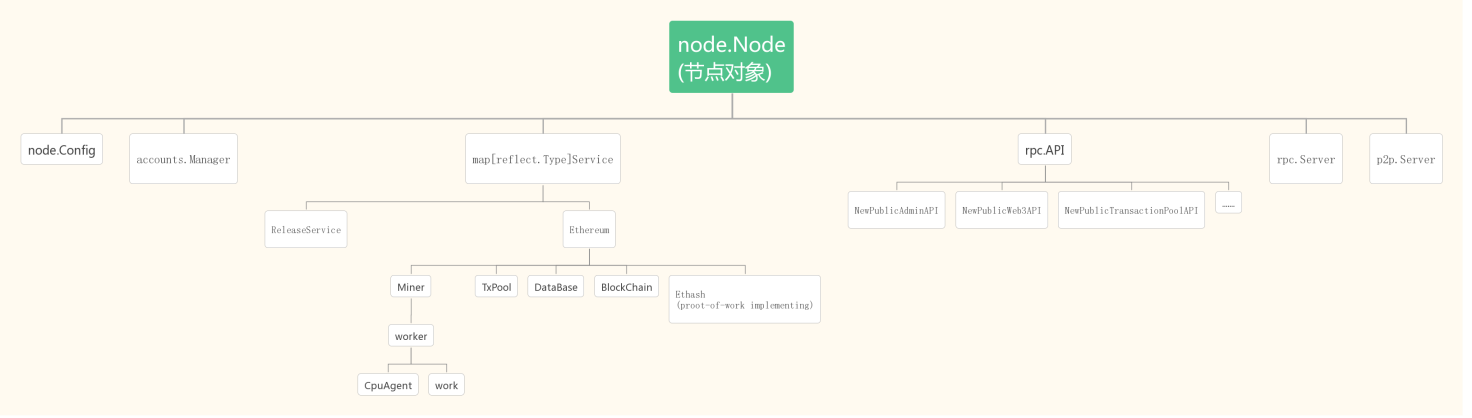 node.Node
(节点对象)
node.Config
accounts.Manager
map[reflect.Type]Service
rpc.API
rpc.Server
p2p.Server
NewPublicAdminAPI
NewPublicWeb3API
NewPublicTransactionPoolAPI
......
ReleaseService
Ethereum
Miner
TxPool
DataBase
BlockChain
Ethash
(proot-of-work implementing)
worker
CpuAgent
work